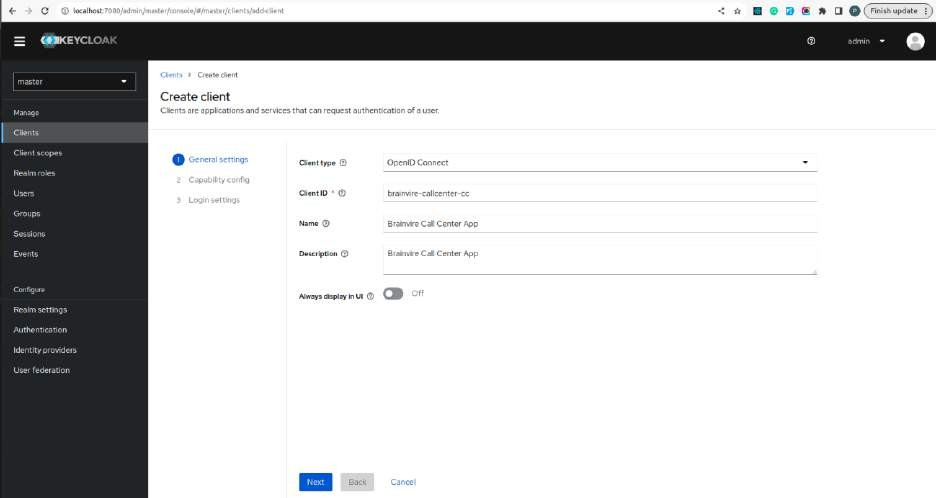 localhost:7080/admin/master/console/#/master/clients/add-client
Finish update
KEYCLOAK
admin
master
Manage
Clients
Client scopes
Realm roles
Users
Groups
Sessions
Events
Configure
Realm settings
Authentication
Identity providers
User federation
Clients > Create client
Create client
Clients are applications and services that can request authentication of a user.
1 General settings
2 Capability config
3 Login settings
Client type OpenID Connect
Client ID * brainvire-callcenter-cc
Name Brainvire Call Center App
Description Brainvire Call Center App
Always display in UI Off
Next Back Cancel